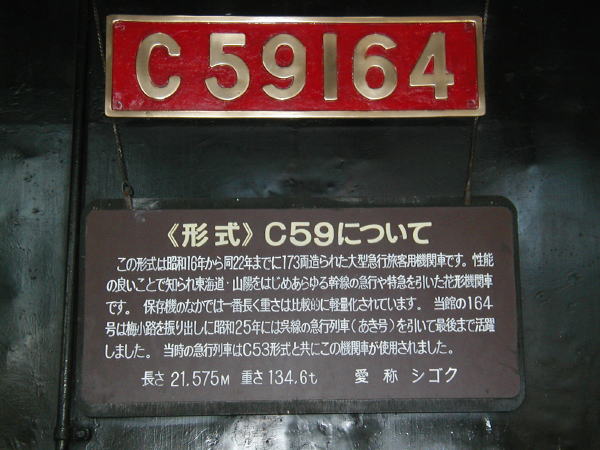 C59164
《形式》C59について
この形式は昭和16年から同22年までに173両造られた大型急行旅客用機関車です。性能
の良いことで知られ東海道・山陽をはじめあらゆる幹線の急行や特急を引いた花形機関車
です。 保存機のなかでは一番長く重さは比較的に軽量化されています。 当館の164
号は梅小路を振り出しに昭和25年には呉線の急行列車(あき号)を引いて最後まで活躍
しました。 当時の急行列車はC53形式と共にこの機関車が使用されました。
長さ 21.575M 重さ 134.6t 愛称 シゴク